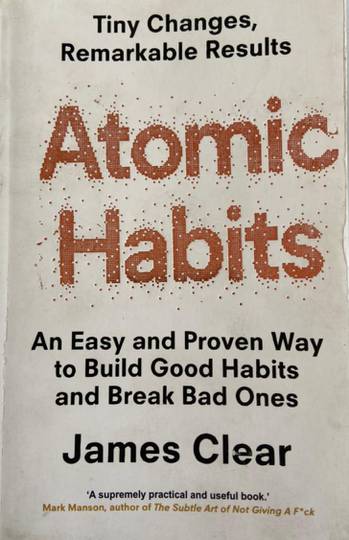 Tiny Changes,
Remarkable Results
Atomic
Habits
An Easy and Proven Way
to Build Good Habits
and Break Bad Ones
James Clear
'A supremely practical and useful book.'
Mark Manson, author of The Subtle Art of Not Giving A F*ck